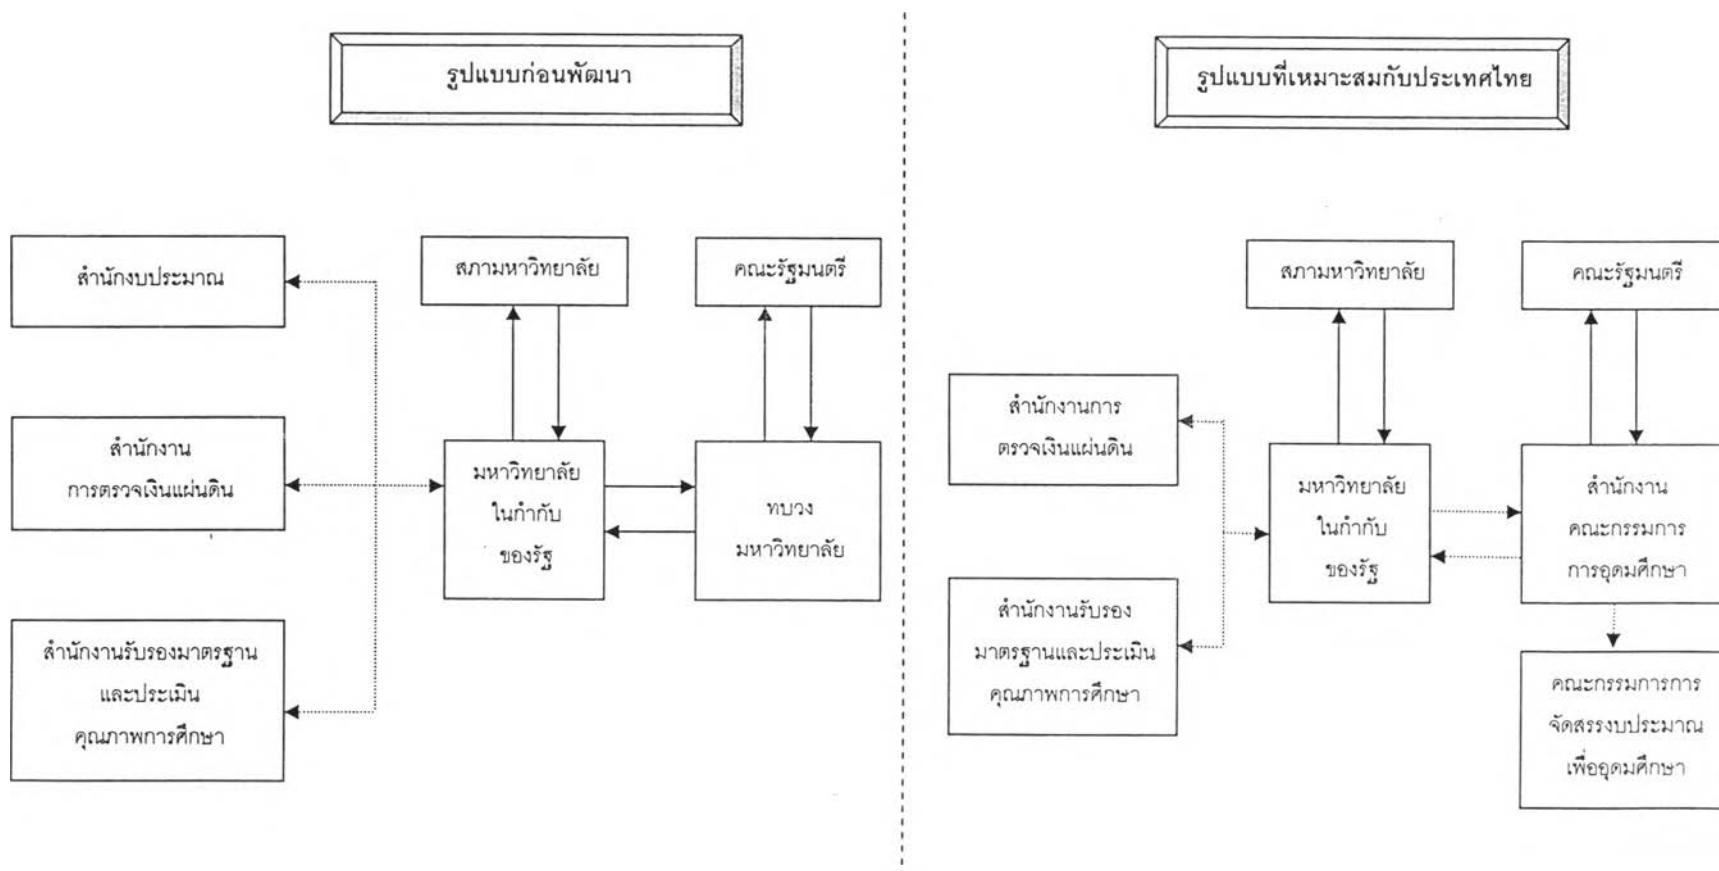 รูปแบบก่อนพัฒนา
สำนักงบประมาณ
สภามหาวิทยาลัย
คณะรัฐมนตรี
สำนักงาน
การตรวจเงินแผ่นดิน
มหาวิทยาลัย
ในกำกับ
ของรัฐ
ทบวง
มหาวิทยาลัย
สำนักงานรับรองมาตรฐาน
และประเมิน
คุณภาพการศึกษา
รูปแบบที่เหมาะสมกับประเทศไทย
สภามหาวิทยาลัย
คณะรัฐมนตรี
สำนักงานการ
ตรวจเงินแผ่นดิน
มหาวิทยาลัย
ในกำกับ
ของรัฐ
สำนักงาน
คณะกรรมการ
การอุดมศึกษา
สำนักงานรับรอง
มาตรฐานและประเมิน
คุณภาพการศึกษา
คณะกรรมการการ
จัดสรรงบประมาณ
เพื่ออุดมศึกษา